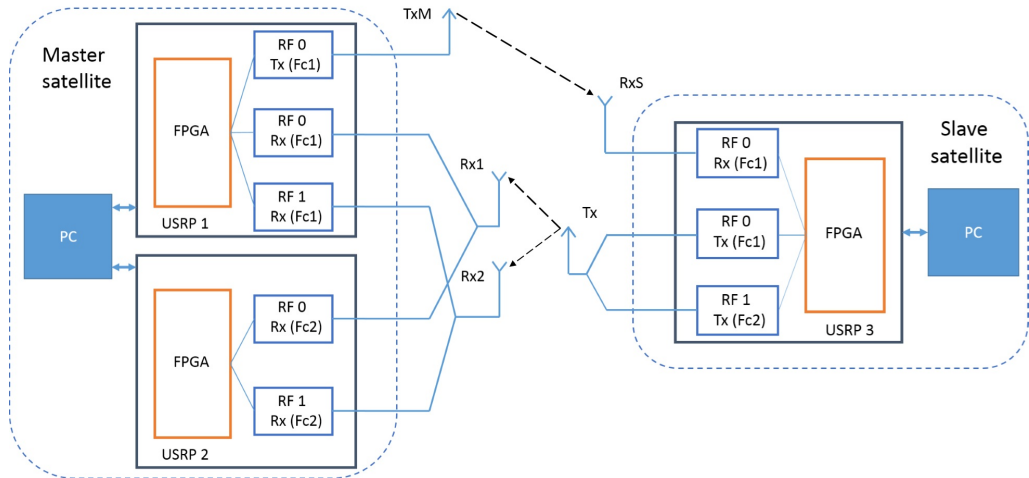 Master
satellite
PC
FPGA
RF 0
Tx (Fc1)
RF 0
Rx (Fc1)
RF 1
Rx (Fc1)
USRP 1
FPGA
RF 0
Rx (Fc2)
RF 1
Rx (Fc2)
USRP 2
TxM
RxS
Rx1
Rx2
Tx
RF 0
Rx (Fc1)
RF 0
Tx (Fc1)
RF 1
Tx (Fc2)
FPGA
USRP 3
Slave
satellite
PC